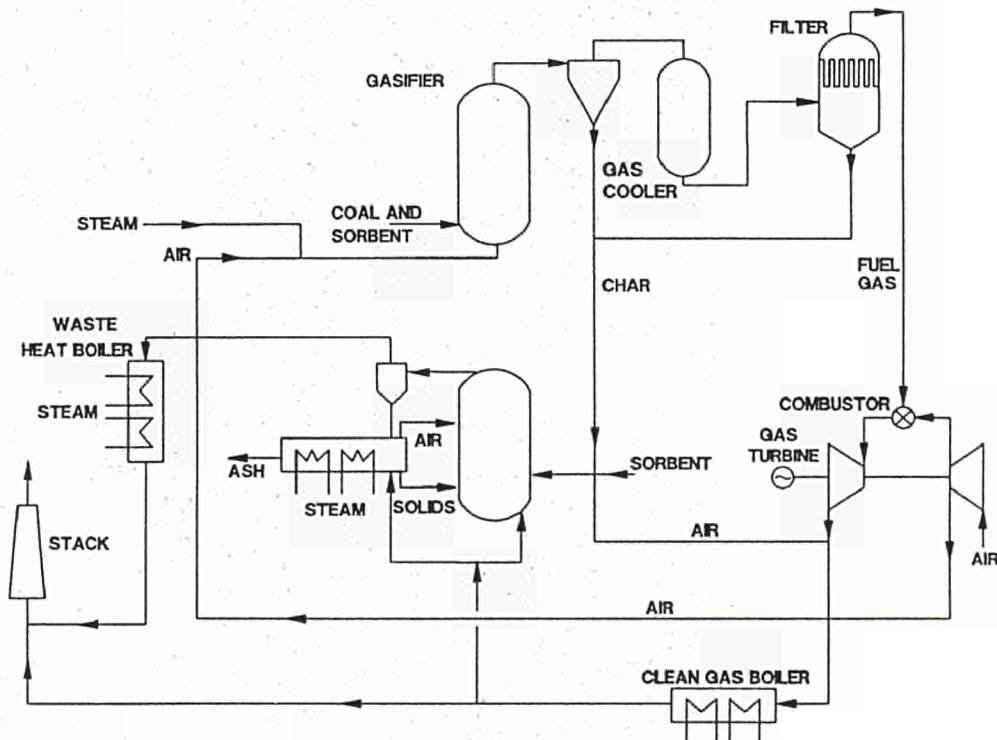 FILTER
GASIFIER
GAS
COOLER
COAL AND
SORBENT
STEAM
AIR
FUEL
GAS
CHAR
WASTE
HEAT BOILER
STEAM
COMBUSTOR
GAS
TURBINE
AIR
ASH
SORBENT
STEAM
SOLIDS
AIR
STACK
AIR
AIR
CLEAN GAS BOILER